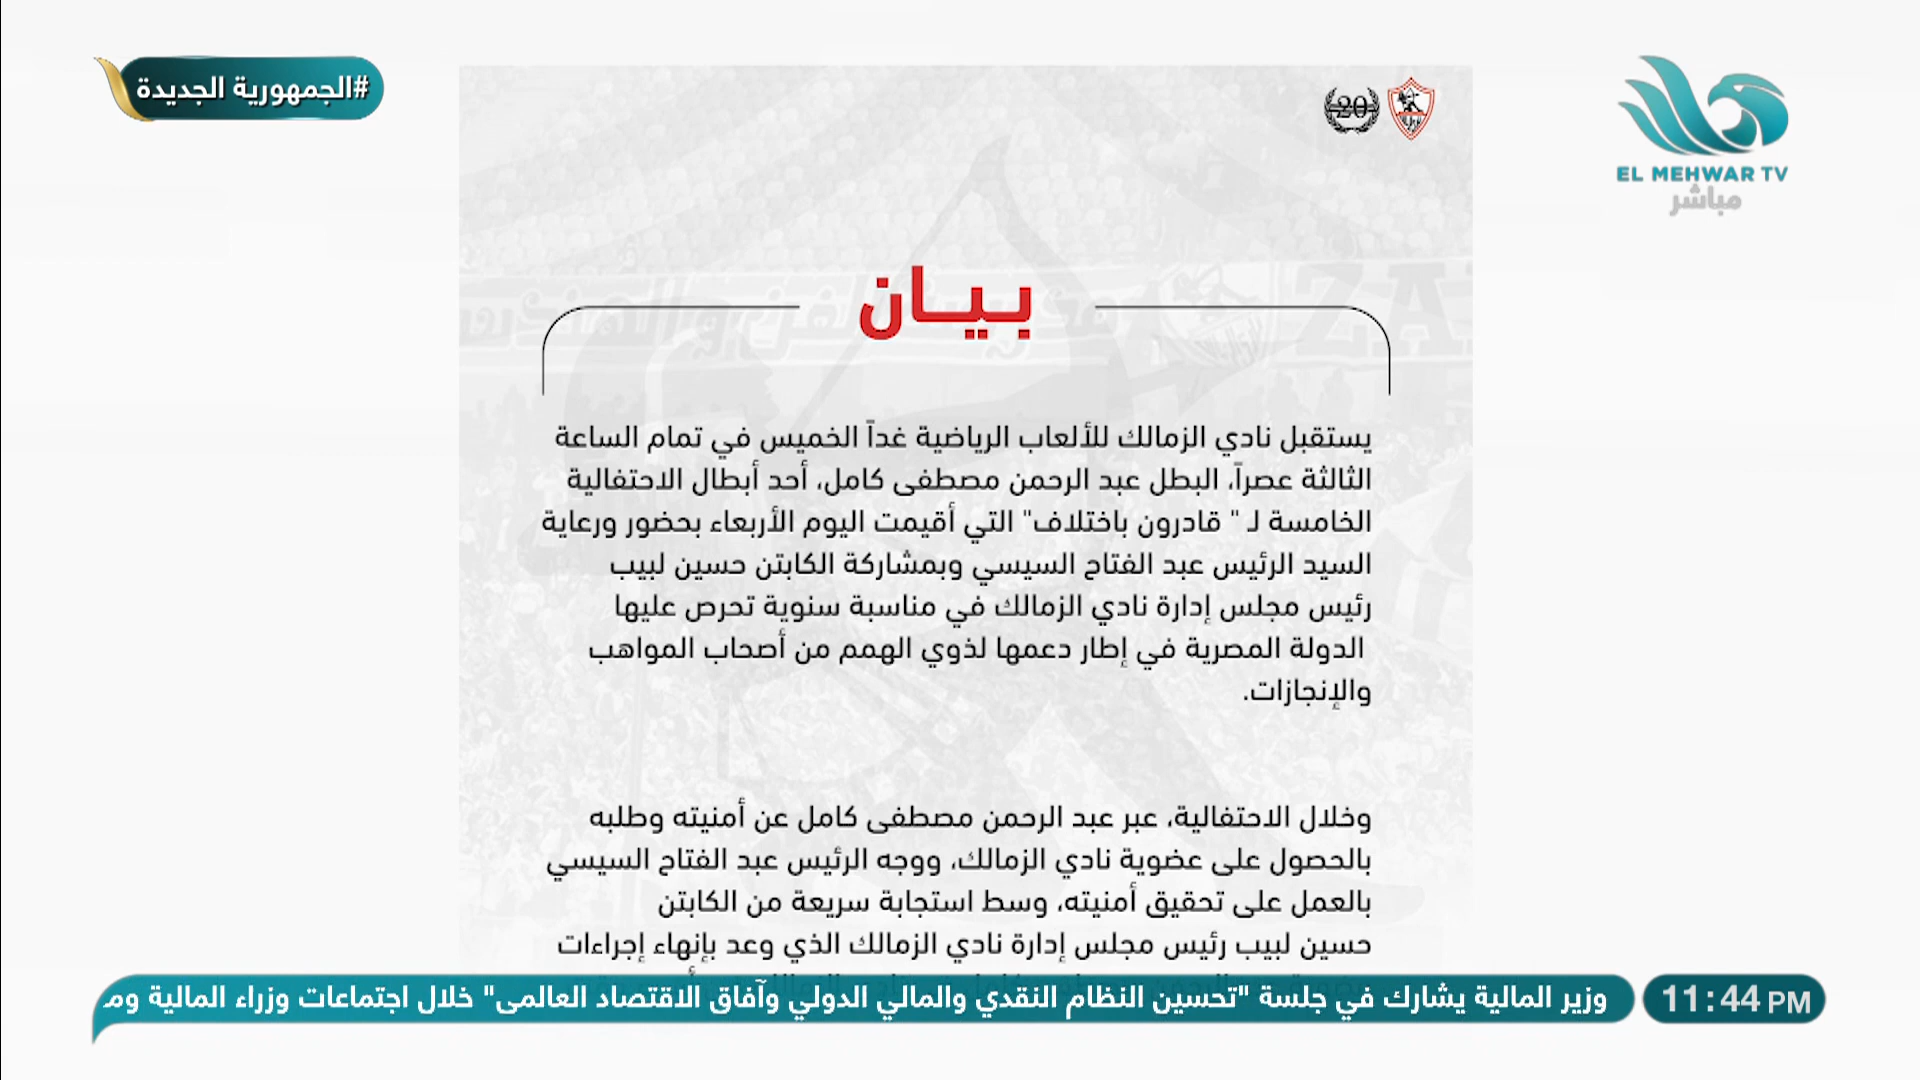 #الجمهورية الجديدة
20
EL MEHWAR TV
مباشر
بيان
يستقبل نادي الزمالك للألعاب الرياضية غداً الخميس في تمام الساعة
الثالثة عصراً، البطل عبد الرحمن مصطفى كامل، أحد أبطال الاحتفالية
الخامسة لـ " قادرون باختلاف" التي أقيمت اليوم الأربعاء بحضور ورعاية
السيد الرئيس عبد الفتاح السيسي وبمشاركة الكابتن حسين لبيب
رئيس مجلس إدارة نادي الزمالك في مناسبة سنوية تحرص عليها
الدولة المصرية في إطار دعمها لذوي الهمم من أصحاب المواهب
والإنجازات.
وخلال الاحتفالية، عبر عبد الرحمن مصطفى كامل عن أمنيته وطلبه
بالحصول على عضوية نادي الزمالك، ووجه الرئيس عبد الفتاح السيسي
بالعمل على تحقيق أمنيته، وسط استجابة سريعة من الكابتن
حسين لبيب رئيس مجلس إدارة نادي الزمالك الذي وعد بإنهاء إجراءات
وزير المالية يشارك في جلسة "تحسين النظام النقدي والمالي الدولي وآفاق الاقتصاد العالمى" خلال اجتماعات وزراء المالية ومـ
11:44 PM